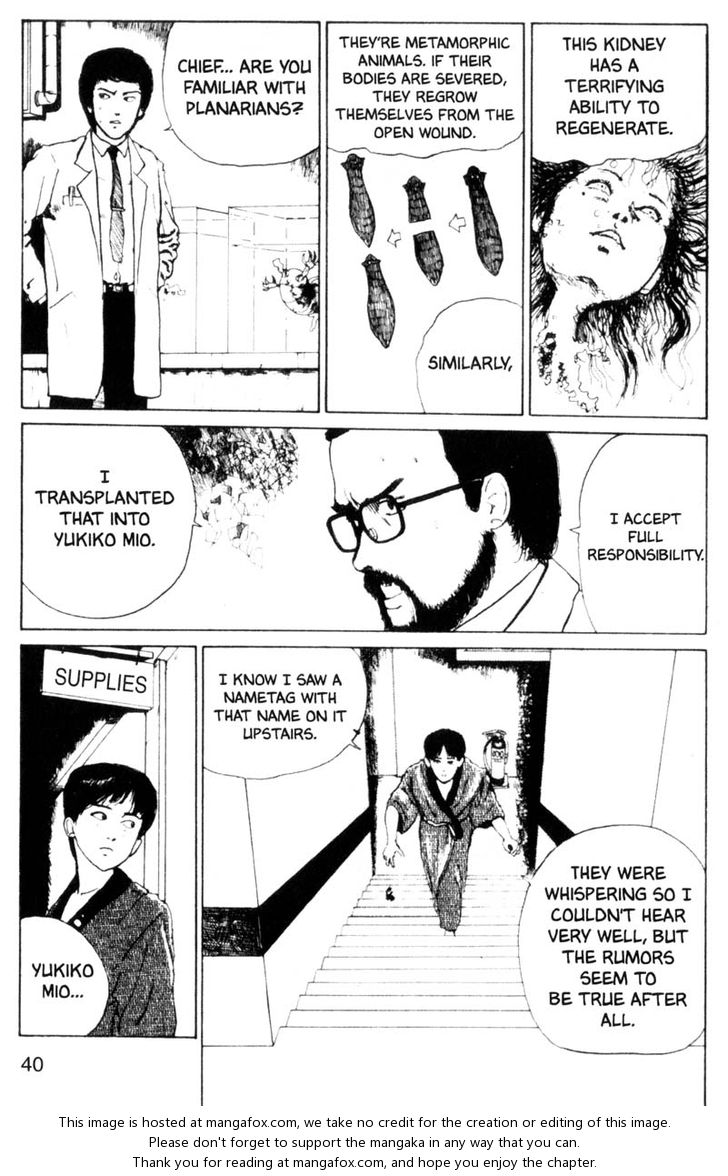 CHIEF... ARE YOU
FAMILIAR WITH
PLANARIANS?
THEY'RE METAMORPHIC
ANIMALS. IF THEIR
BODIES ARE SEVERED,
THEY REGROW
THEMSELVES FROM THE
OPEN WOUND.
SIMILARLY,
THIS KIDNEY
HAS A
TERRIFYING
ABILITY TO
REGENERATE.
I
TRANSPLANTED
THAT INTO
YUKIKO MIO.
I ACCEPT
FULL
RESPONSIBILITY.
SUPPLIES
YUKIKO
MIO...
I KNOW I SAW A
NAMETAG WITH
THAT NAME ON IT
UPSTAIRS.
THEY WERE
WHISPERING SO I
COULDN'T HEAR
VERY WELL, BUT
THE RUMORS
SEEM TO
BE TRUE AFTER
ALL.
40
This image is hosted at mangafox.com, we take no credit for the creation or editing of this image.
Please don't forget to support the mangaka in any way that you can.
Thank you for reading at mangafox.com, and hope you enjoy the chapter.